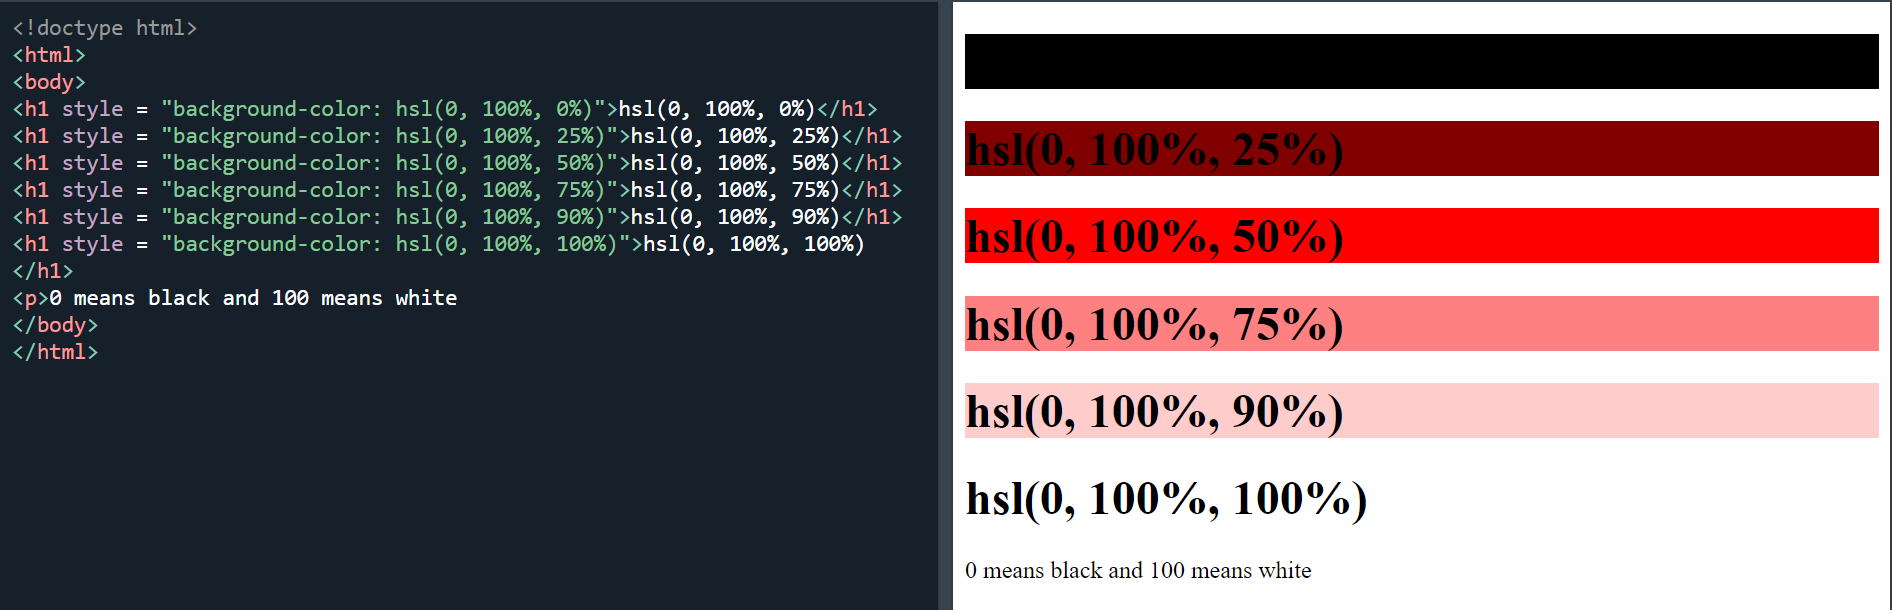 <!doctype html>
<html>
<body>
<h1 style = "background-color: hsl(0, 100%, 0%)">hsl(0, 100%, 0%)</h1>
<h1 style = "background-color: hsl(0, 100%, 25%)">hsl(0, 100%, 25%)</h1>
<h1 style = "background-color: hsl(0, 100%, 50%)">hsl(0, 100%, 50%)</h1>
<h1 style = "background-color: hsl(0, 100%, 75%)">hsl(0, 100%, 75%)</h1>
<h1 style = "background-color: hsl(0, 100%, 90%)">hsl(0, 100%, 90%)</h1>
<h1 style = "background-color: hsl(0, 100%, 100%)">hsl(0, 100%, 100%)
</h1>
<p>0 means black and 100 means white
</body>
</html>
hsl(0, 100%, 25%)
hsl(0, 100%, 50%)
hsl(0, 100%, 75%)
hsl(0, 100%, 90%)
hsl(0, 100%, 100%)
0 means black and 100 means white